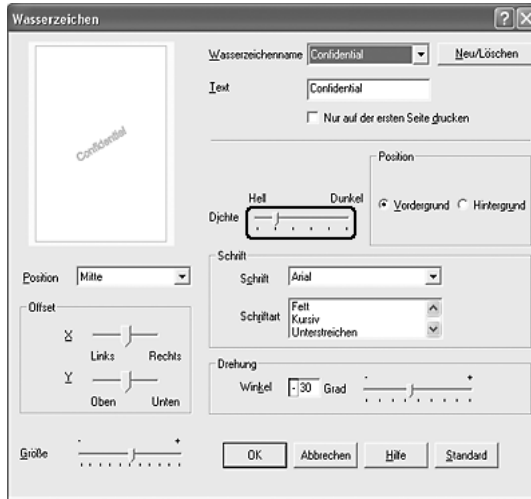 Wasserzeichen
Confidential
Wasserzeichenname Confidential Neu/Löschen
Text Confidential
Nur auf der ersten Seite drucken
Position
Hell Dunkel
Dichte
Vordergrund Hintergrund
Position Mitte
Schrift
Schrift Arial
Schriftart Fett
Kursiv
Unterstreichen
Offset
X
Links Rechts
Y
Oben Unten
Drehung
Winkel - 30 Grad - +
Größe - +
OK Abbrechen Hilfe Standard